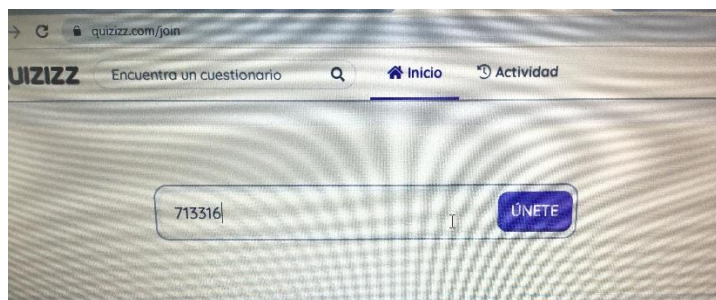 quizizz.com/join
UIZIZZ Encuentra un cuestionario Inicio Actividad
713316 ÚNETE